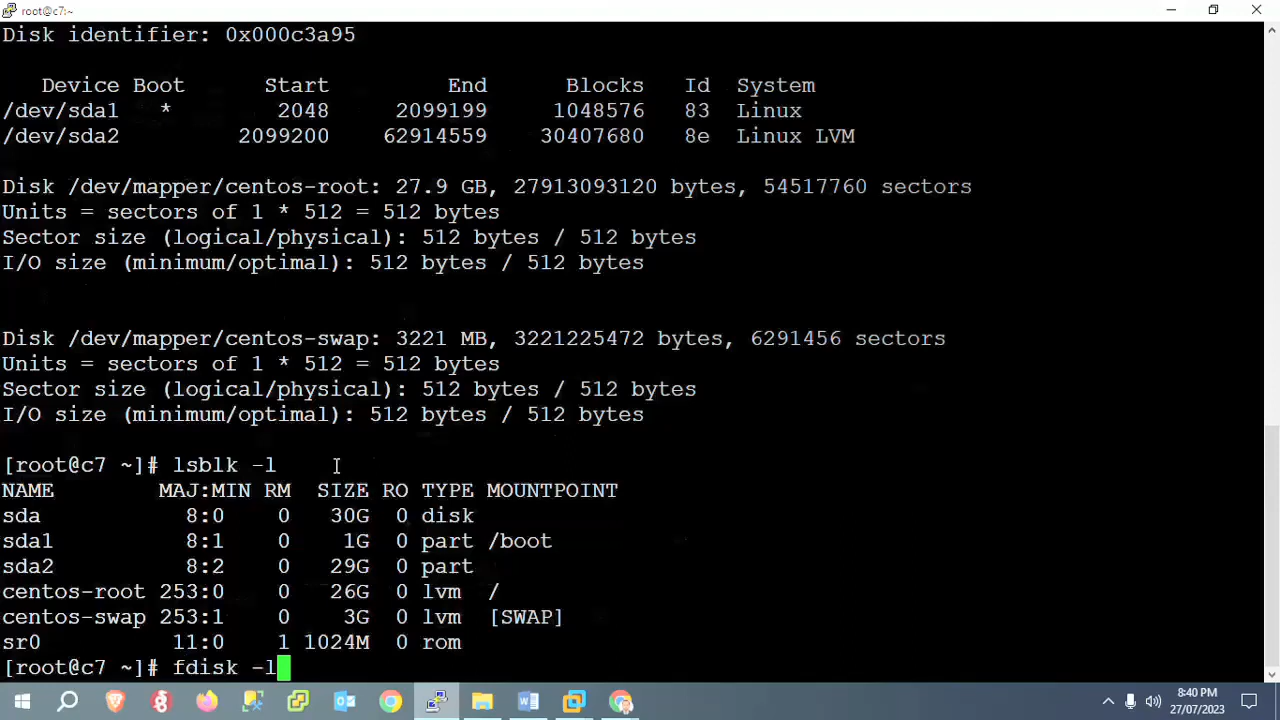 root@c7:~
Disk identifier: 0x000c3a95
Device Boot Start End Blocks Id System
/dev/sda1 * 2048 2099199 1048576 83 Linux
/dev/sda2 2099200 62914559 30407680 8e Linux LVM
Disk /dev/mapper/centos-root: 27.9 GB, 27913093120 bytes, 54517760 sectors
Units = sectors of 1 * 512 = 512 bytes
Sector size (logical/physical): 512 bytes / 512 bytes
I/O size (minimum/optimal): 512 bytes / 512 bytes
Disk /dev/mapper/centos-swap: 3221 MB, 3221225472 bytes, 6291456 sectors
Units = sectors of 1 * 512 = 512 bytes
Sector size (logical/physical): 512 bytes / 512 bytes
I/O size (minimum/optimal): 512 bytes / 512 bytes
[root@c7 ~]# lsblk -l
NAME MAJ:MIN RM SIZE RO TYPE MOUNTPOINT
sda 8:0 0 30G 0 disk
sda1 8:1 0 1G 0 part /boot
sda2 8:2 0 29G 0 part
centos-root 253:0 0 26G 0 lvm /
centos-swap 253:1 0 3G 0 lvm [SWAP]
sr0 11:0 1 1024M 0 rom
[root@c7 ~]# fdisk -l
8:40 PM
27/07/2023